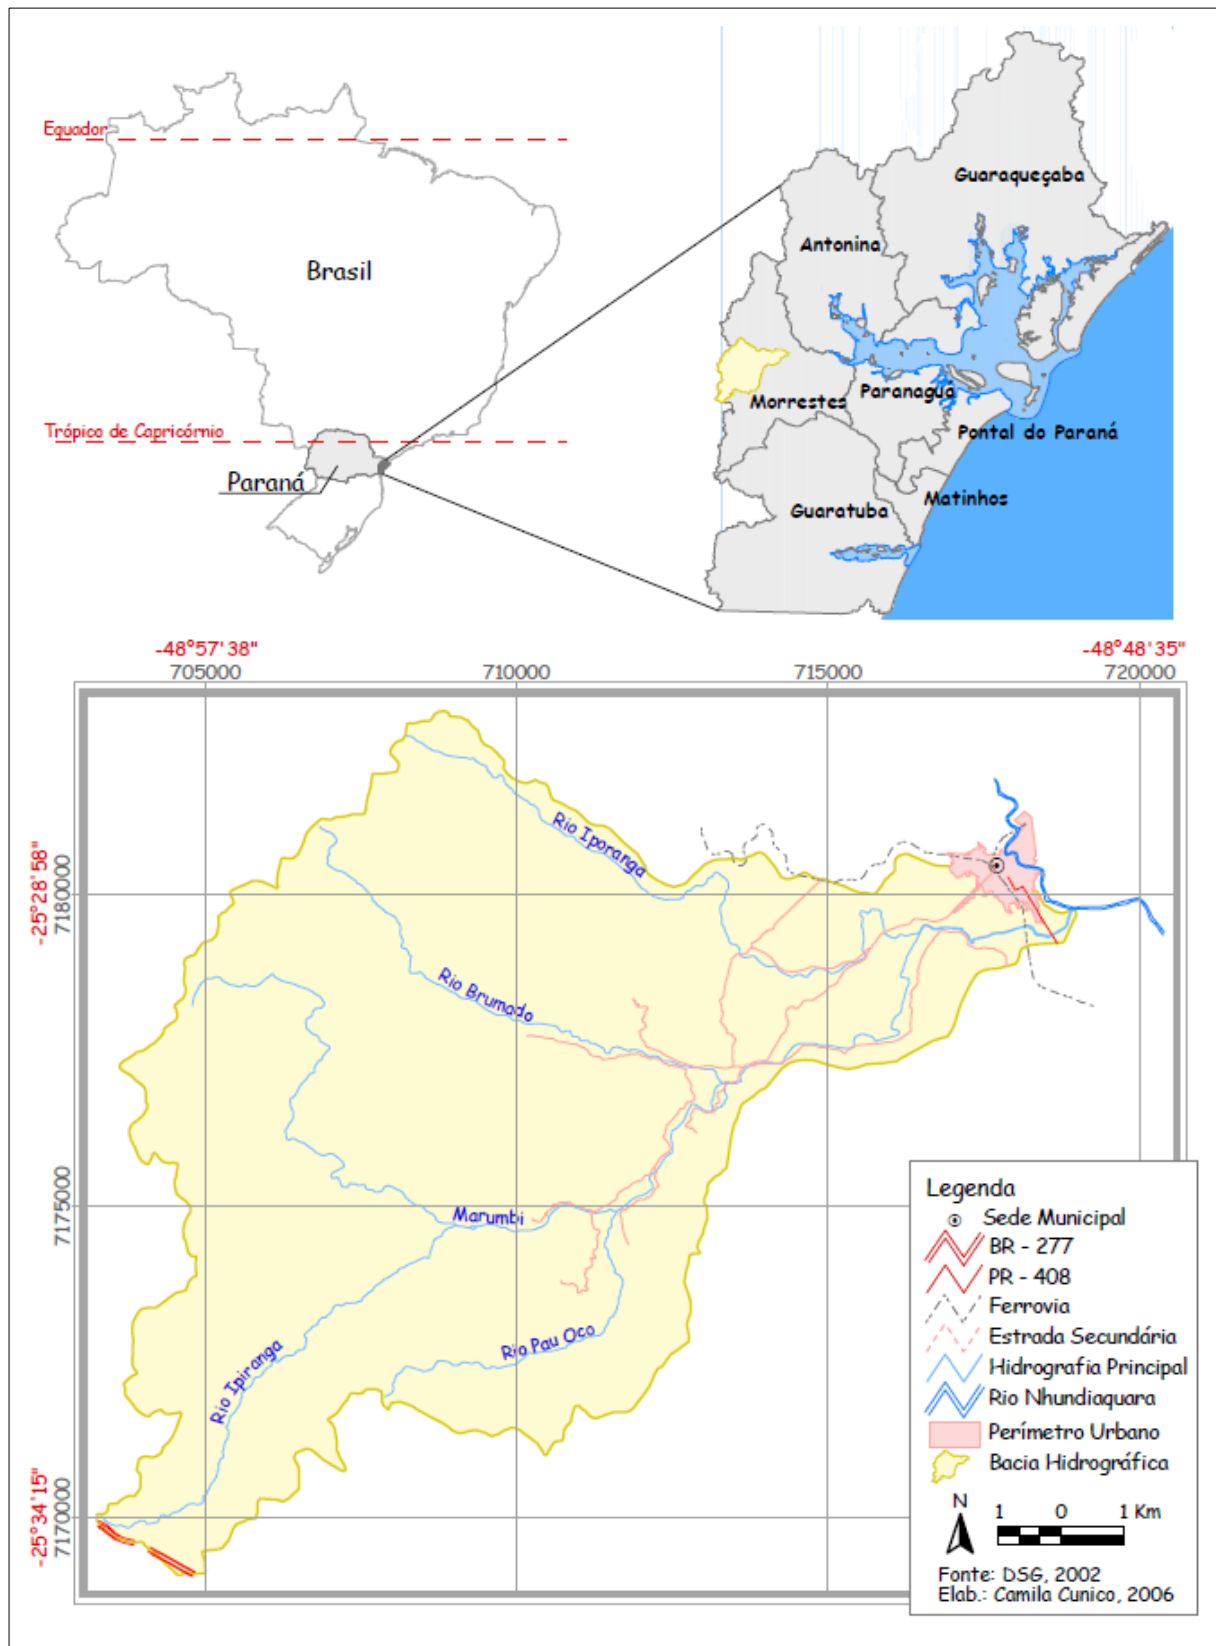 Equador
Brasil
Trópico de Capricórnio
Paraná
Guaraqueçaba
Antonina
Morrestes
Paranaguá
Pontal do Paraná
Matinhos
Guaratuba
-48°57'38"
-48°48'35"
705000
710000
715000
720000
-25°28'58"
7180000
7175000
-25°34'15"
7170000
Rio Iporanga
Rio Brumado
Marumbi
Rio Pau Oco
Rio Ipiranga
Legenda
Sede Municipal
BR - 277
PR - 408
Ferrovia
Estrada Secundária
Hidrografia Principal
Rio Nhundiaquara
Perímetro Urbano
Bacia Hidrográfica
N
1 0 1 Km
Fonte: DSG, 2002
Elab.: Camila Cunico, 2006